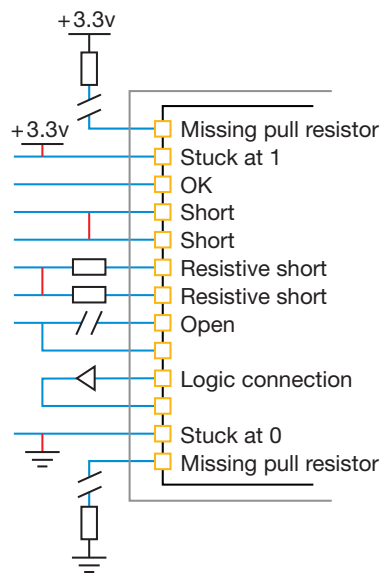 +3.3v
Missing pull resistor
+3.3v
Stuck at 1
OK
Short
Short
Resistive short
Resistive short
Open
Logic connection
Stuck at 0
Missing pull resistor